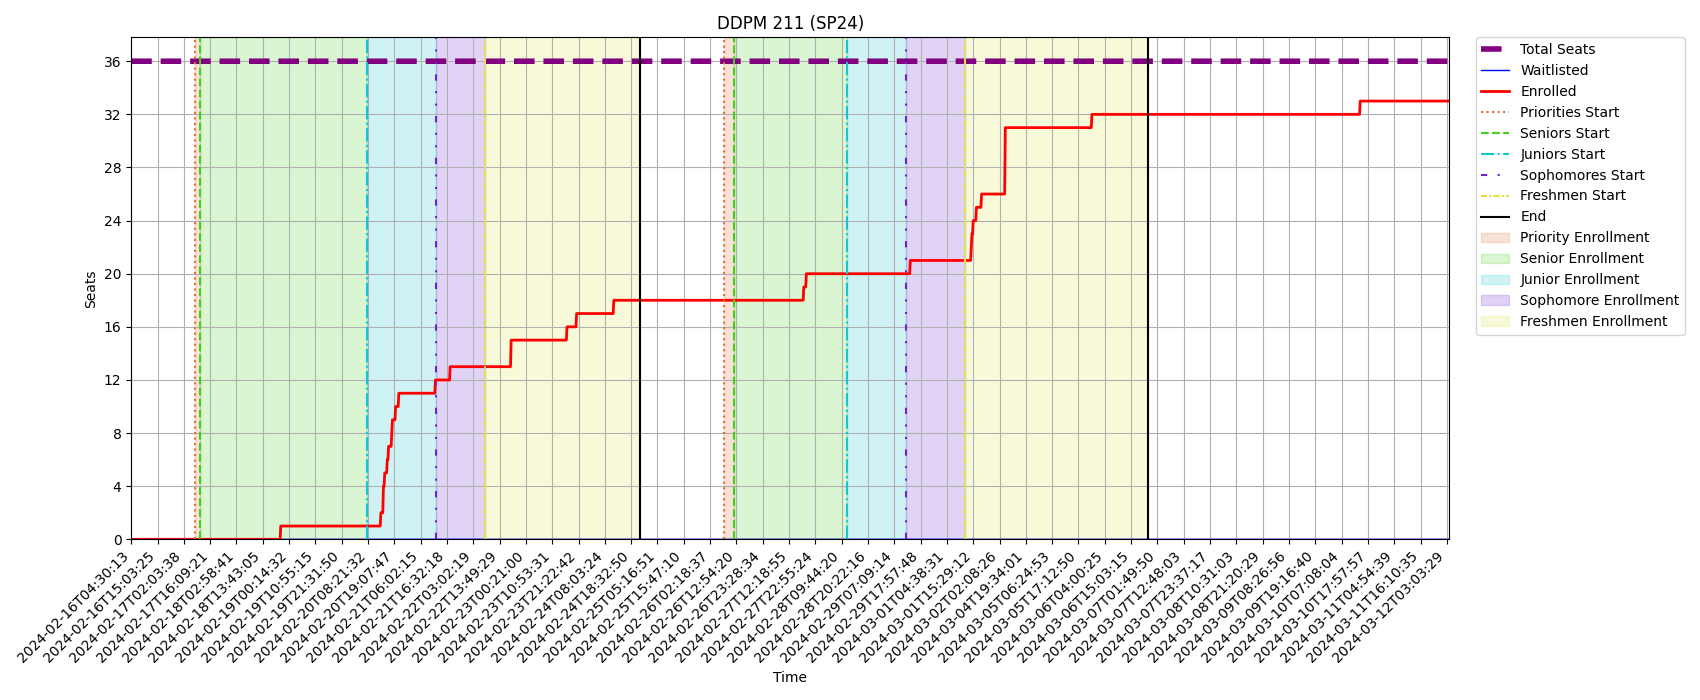 DDPM 211 (SP24)
Seats
36
32
28
24
20
16
12
8
4
0
2024-02-16T04:30:13
2024-02-16T15:03:25
2024-02-17T02:03:38
2024-02-17T16:09:21
2024-02-18T02:58:41
2024-02-18T13:43:05
2024-02-19T00:14:32
2024-02-19T10:55:15
2024-02-19T21:31:50
2024-02-20T08:21:32
2024-02-20T19:07:47
2024-02-21T06:02:15
2024-02-21T16:32:18
2024-02-22T03:02:19
2024-02-22T13:49:29
2024-02-23T00:21:00
2024-02-23T10:53:31
2024-02-23T21:22:42
2024-02-24T08:03:24
2024-02-24T18:32:50
2024-02-25T05:16:51
2024-02-25T15:47:10
2024-02-26T02:18:37
2024-02-26T12:54:20
2024-02-26T23:28:34
2024-02-27T12:18:55
2024-02-27T22:55:24
2024-02-28T09:44:20
2024-02-28T20:22:16
2024-02-29T07:09:14
2024-02-29T17:57:48
2024-03-01T04:38:31
2024-03-01T15:29:12
2024-03-02T02:08:26
2024-03-04T19:34:01
2024-03-05T06:24:53
2024-03-05T17:12:50
2024-03-06T04:00:25
2024-03-06T15:03:15
2024-03-07T01:49:50
2024-03-07T12:48:03
2024-03-07T23:37:17
2024-03-08T10:31:03
2024-03-08T21:20:29
2024-03-09T08:26:56
2024-03-09T19:16:40
2024-03-10T07:08:04
2024-03-10T17:57:57
2024-03-11T04:54:39
2024-03-11T16:10:35
2024-03-12T03:03:29
Time
Total Seats
Waitlisted
Enrolled
Priorities Start
Seniors Start
Juniors Start
Sophomores Start
Freshmen Start
End
Priority Enrollment
Senior Enrollment
Junior Enrollment
Sophomore Enrollment
Freshmen Enrollment